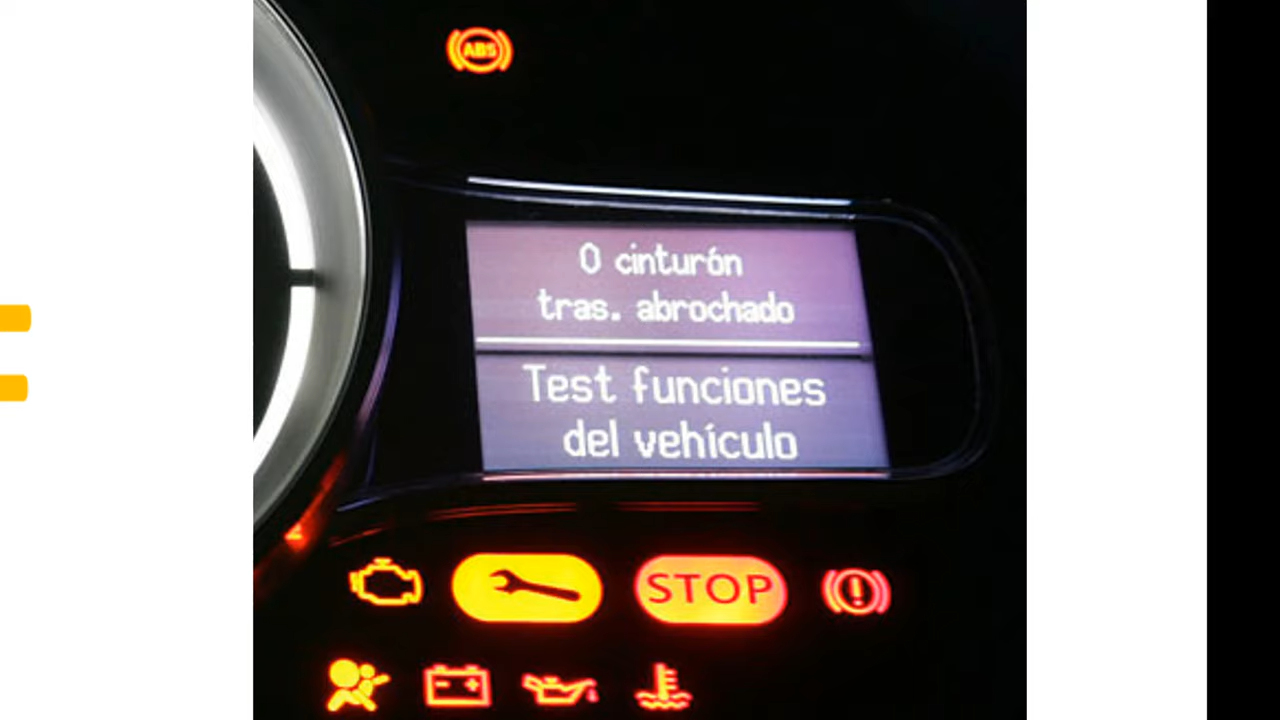 ABS
0 cinturón
tras. abrochado
Test funciones
del vehículo
STOP